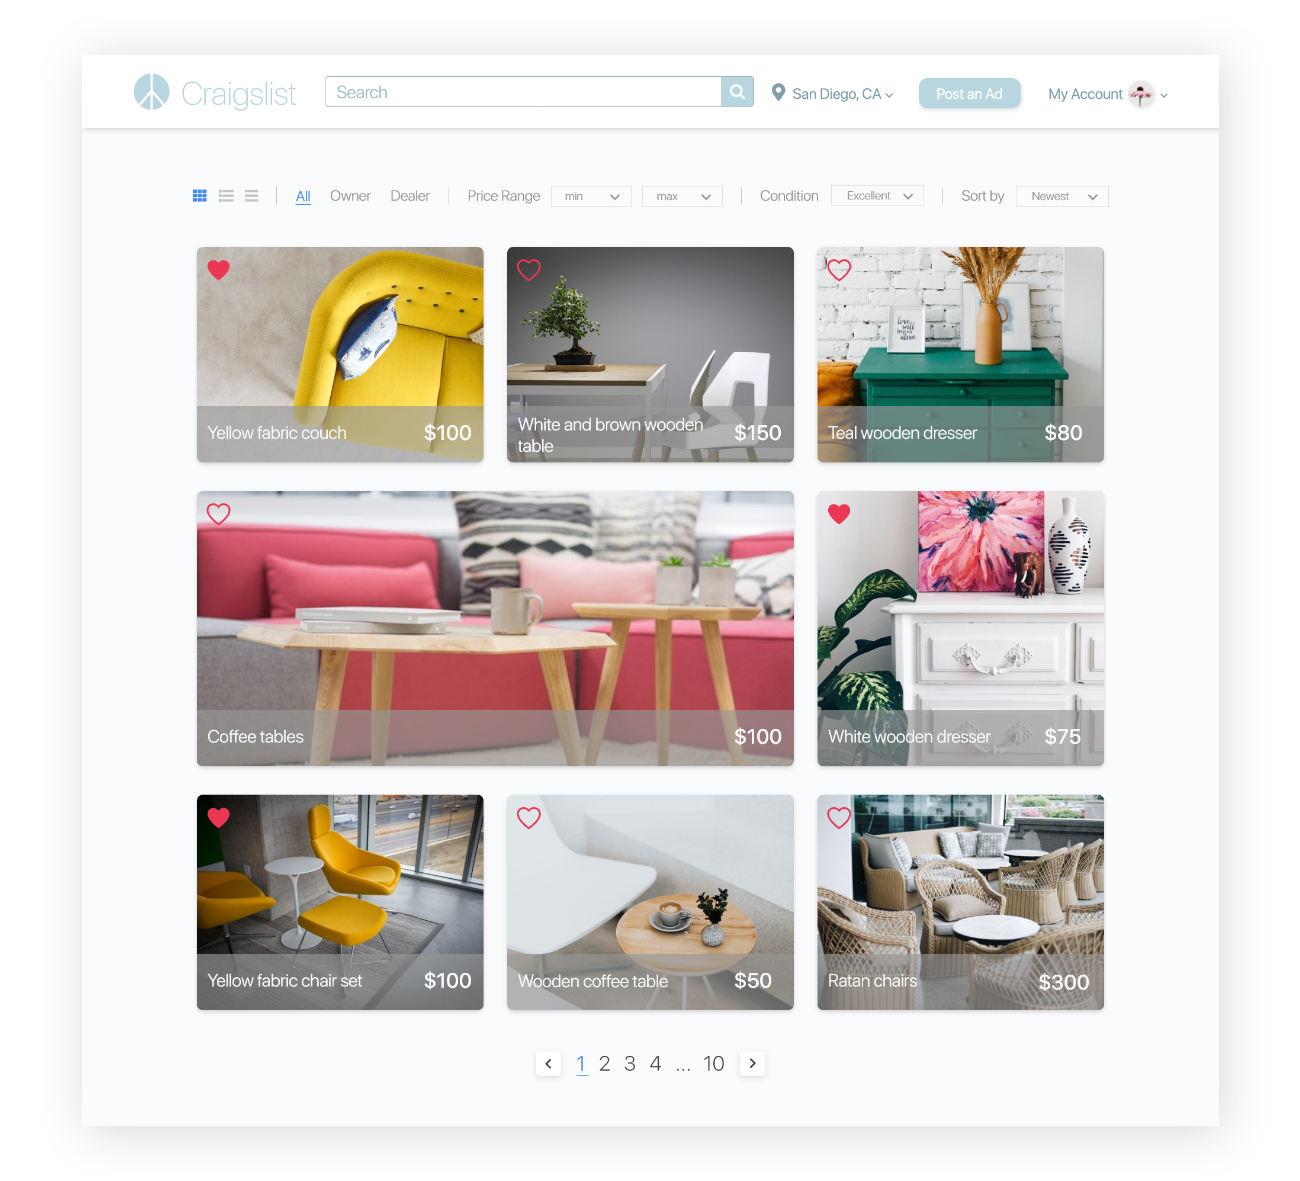 Craigslist
Search
San Diego, CA
Post an Ad
My Account
All
Owner
Dealer
Price Range
min
max
Condition
Excellent
Sort by
Newest
love
will
alive
Yellow fabric couch
$100
White and brown wooden
table
$150
Teal wooden dresser
$80
Coffee tables
$100
White wooden dresser
$75
Yellow fabric chair set
$100
Wooden coffee table
$50
Ratan chairs
$300
1 2 3 4 ... 10